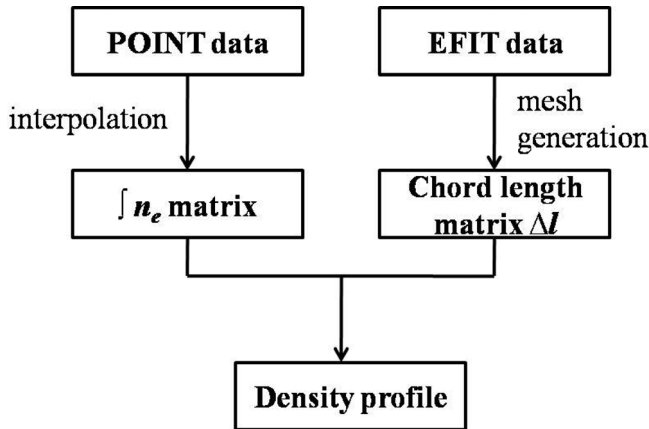 POINT data
EFIT data
interpolation
mesh
generation
∫ nₑ matrix
Chord length
matrix Δl
Density profile